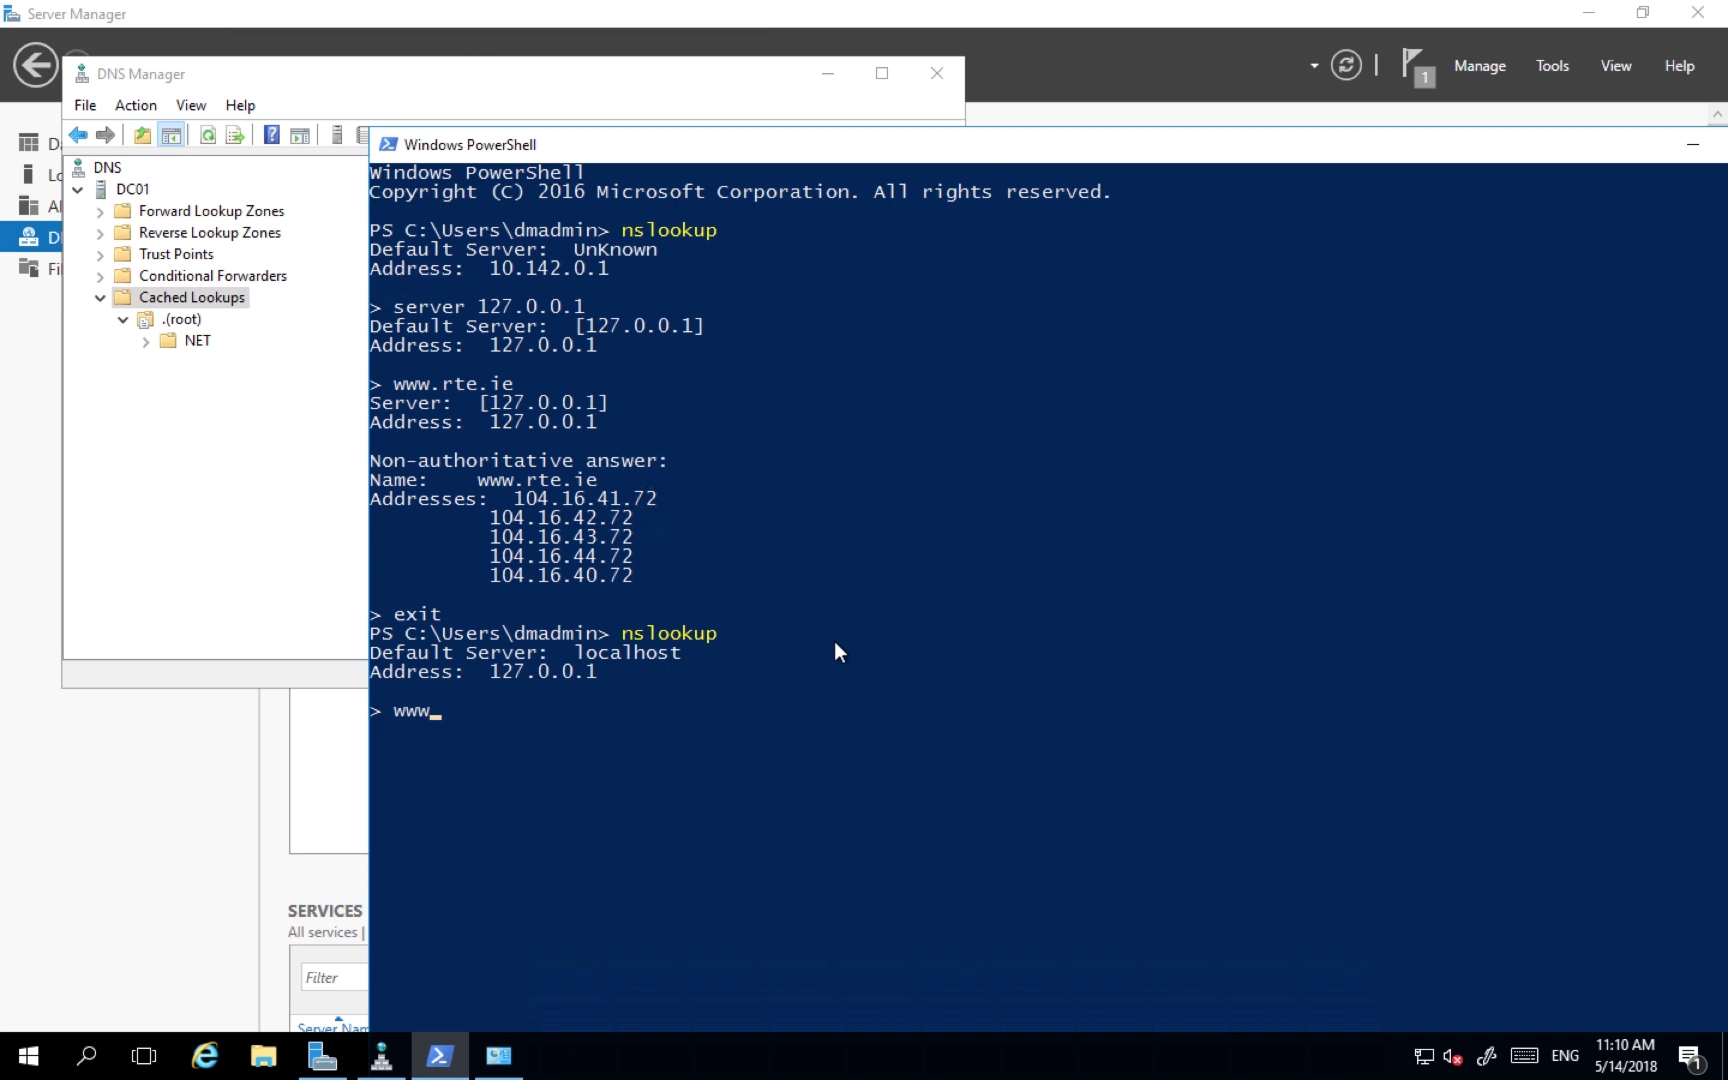 Server Manager
1
Manage
Tools
View
Help
DNS Manager
File
Action
View
Help
DNS
DC01
Forward Lookup Zones
Reverse Lookup Zones
Trust Points
Conditional Forwarders
Cached Lookups
.(root)
NET
Windows PowerShell
Windows PowerShell
Copyright (C) 2016 Microsoft Corporation. All rights reserved.
PS C:\Users\dmadmin> nslookup
Default Server:  UnKnown
Address:  10.142.0.1
> server 127.0.0.1
Default Server:  [127.0.0.1]
Address:  127.0.0.1
> www.rte.ie
Server:  [127.0.0.1]
Address:  127.0.0.1
Non-authoritative answer:
Name:    www.rte.ie
Addresses:  104.16.41.72
104.16.42.72
104.16.43.72
104.16.44.72
104.16.40.72
> exit
PS C:\Users\dmadmin> nslookup
Default Server:  localhost
Address:  127.0.0.1
> www_
SERVICES
All services |
Filter
Server Nam
ENG
11:10 AM
5/14/2018
1